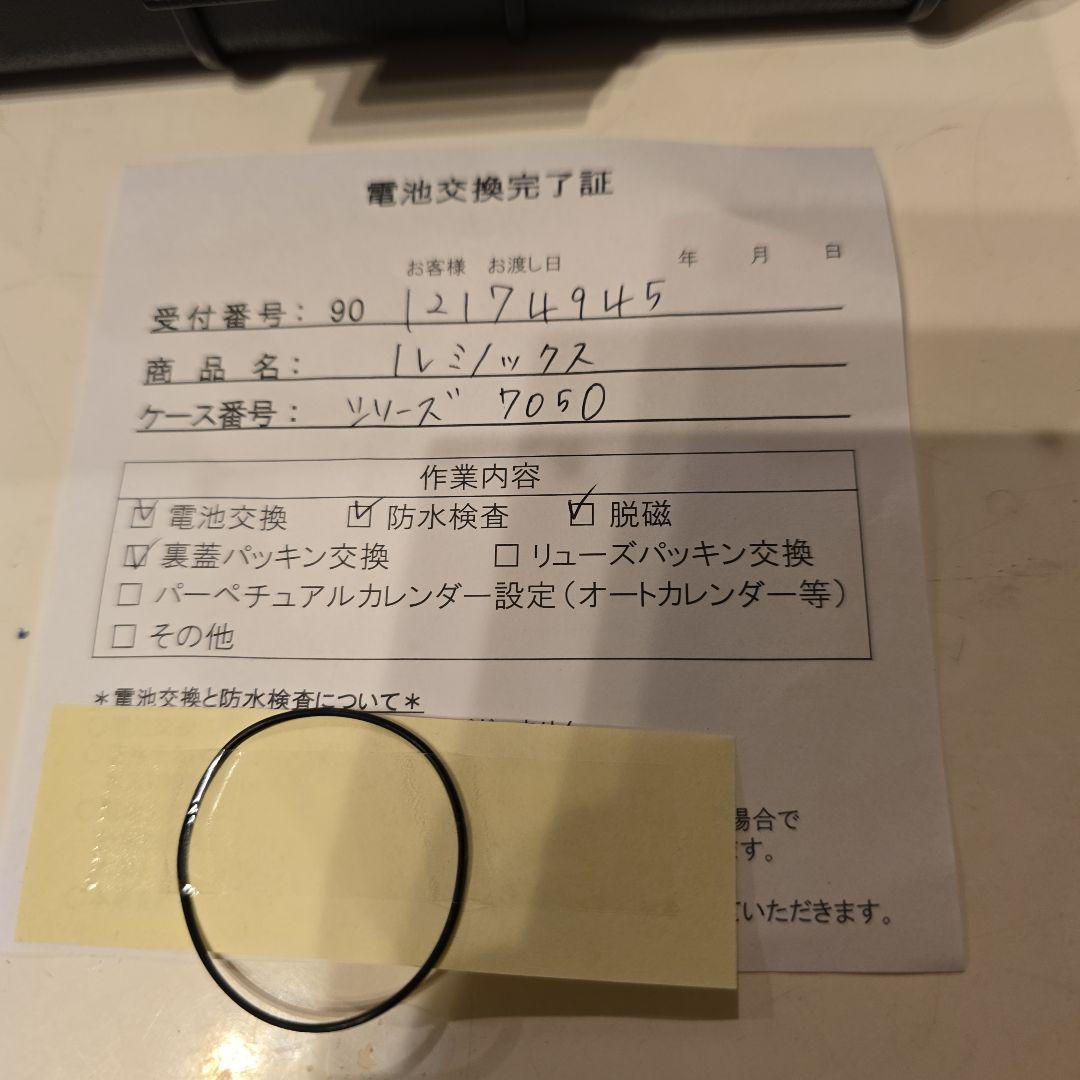 電池交換完了証
お客様 お渡し日 年 月 日
受付番号: 90 12174945
商品名: ルミノックス
ケース番号: シリーズ 7050
作業内容
☑ 電池交換 ☑ 防水検査 ☑ 脱磁
☑ 裏蓋パッキン交換 □ リューズパッキン交換
□ パーペチュアルカレンダー設定(オートカレンダー等)
□ その他
*電池交換と防水検査について*
場合で
ます。
ていただきます。